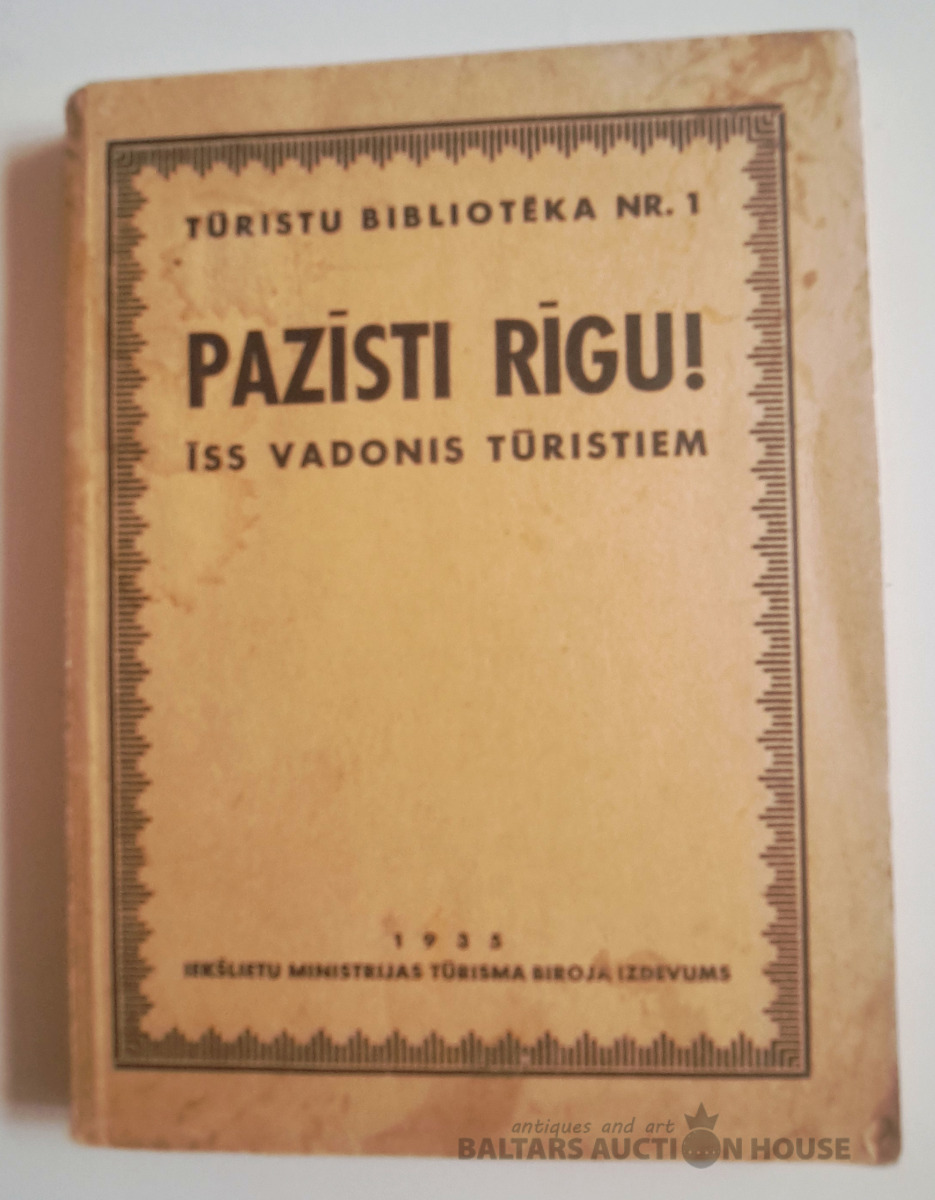 TŪRISTU BIBLIOTĒKA NR. 1
PAZĪSTI RĪGU!
ĪSS VADONIS TŪRISTIEM
1935
IEKŠLIETU MINISTRIJAS TŪRISMA BIROJA IZDEVUMS
antiques and art
BALTARS AUCTION HOUSE